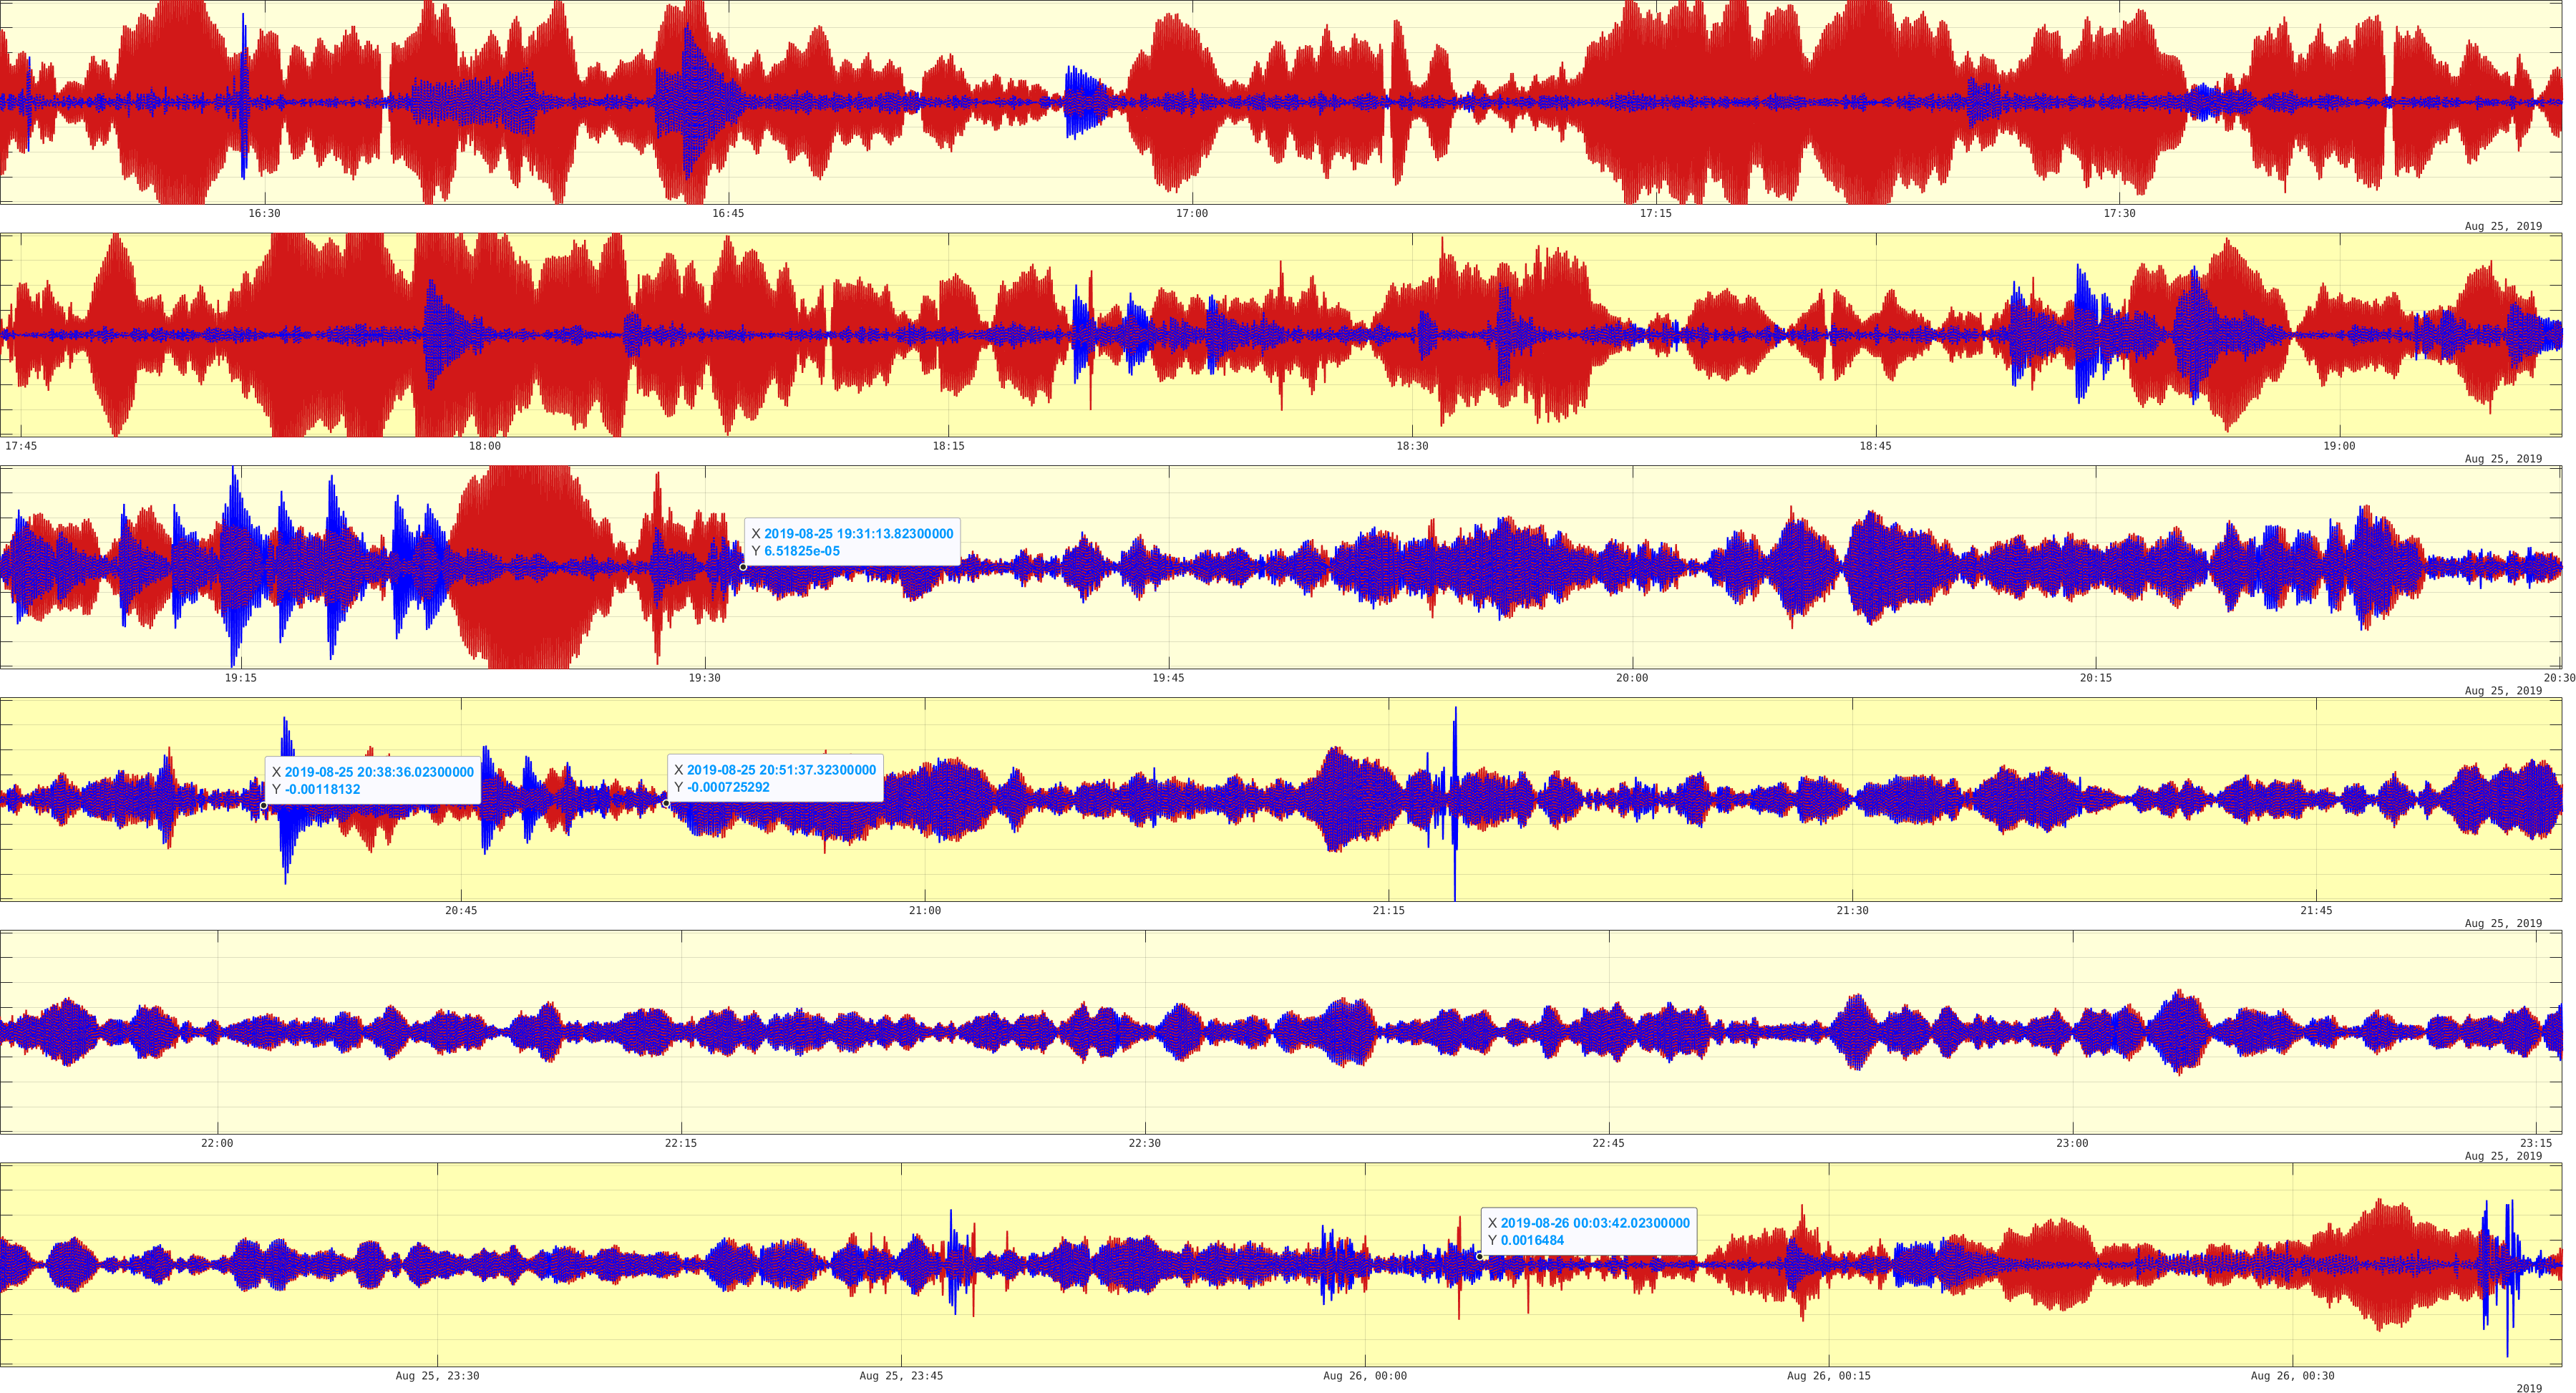 16:30 16:45 17:00 17:15 17:30
Aug 25, 2019
17:45 18:00 18:15 18:30 18:45 19:00
Aug 25, 2019
X 2019-08-25 19:31:13.82300000
Y 6.51825e-05
19:15 19:30 19:45 20:00 20:15 20:30
Aug 25, 2019
X 2019-08-25 20:38:36.02300000
Y -0.00118132
X 2019-08-25 20:51:37.32300000
Y -0.000725292
20:45 21:00 21:15 21:30 21:45
Aug 25, 2019
22:00 22:15 22:30 22:45 23:00 23:15
Aug 25, 2019
X 2019-08-26 00:03:42.02300000
Y 0.0016484
Aug 25, 23:30 Aug 25, 23:45 Aug 26, 00:00 Aug 26, 00:15 Aug 26, 00:30
2019